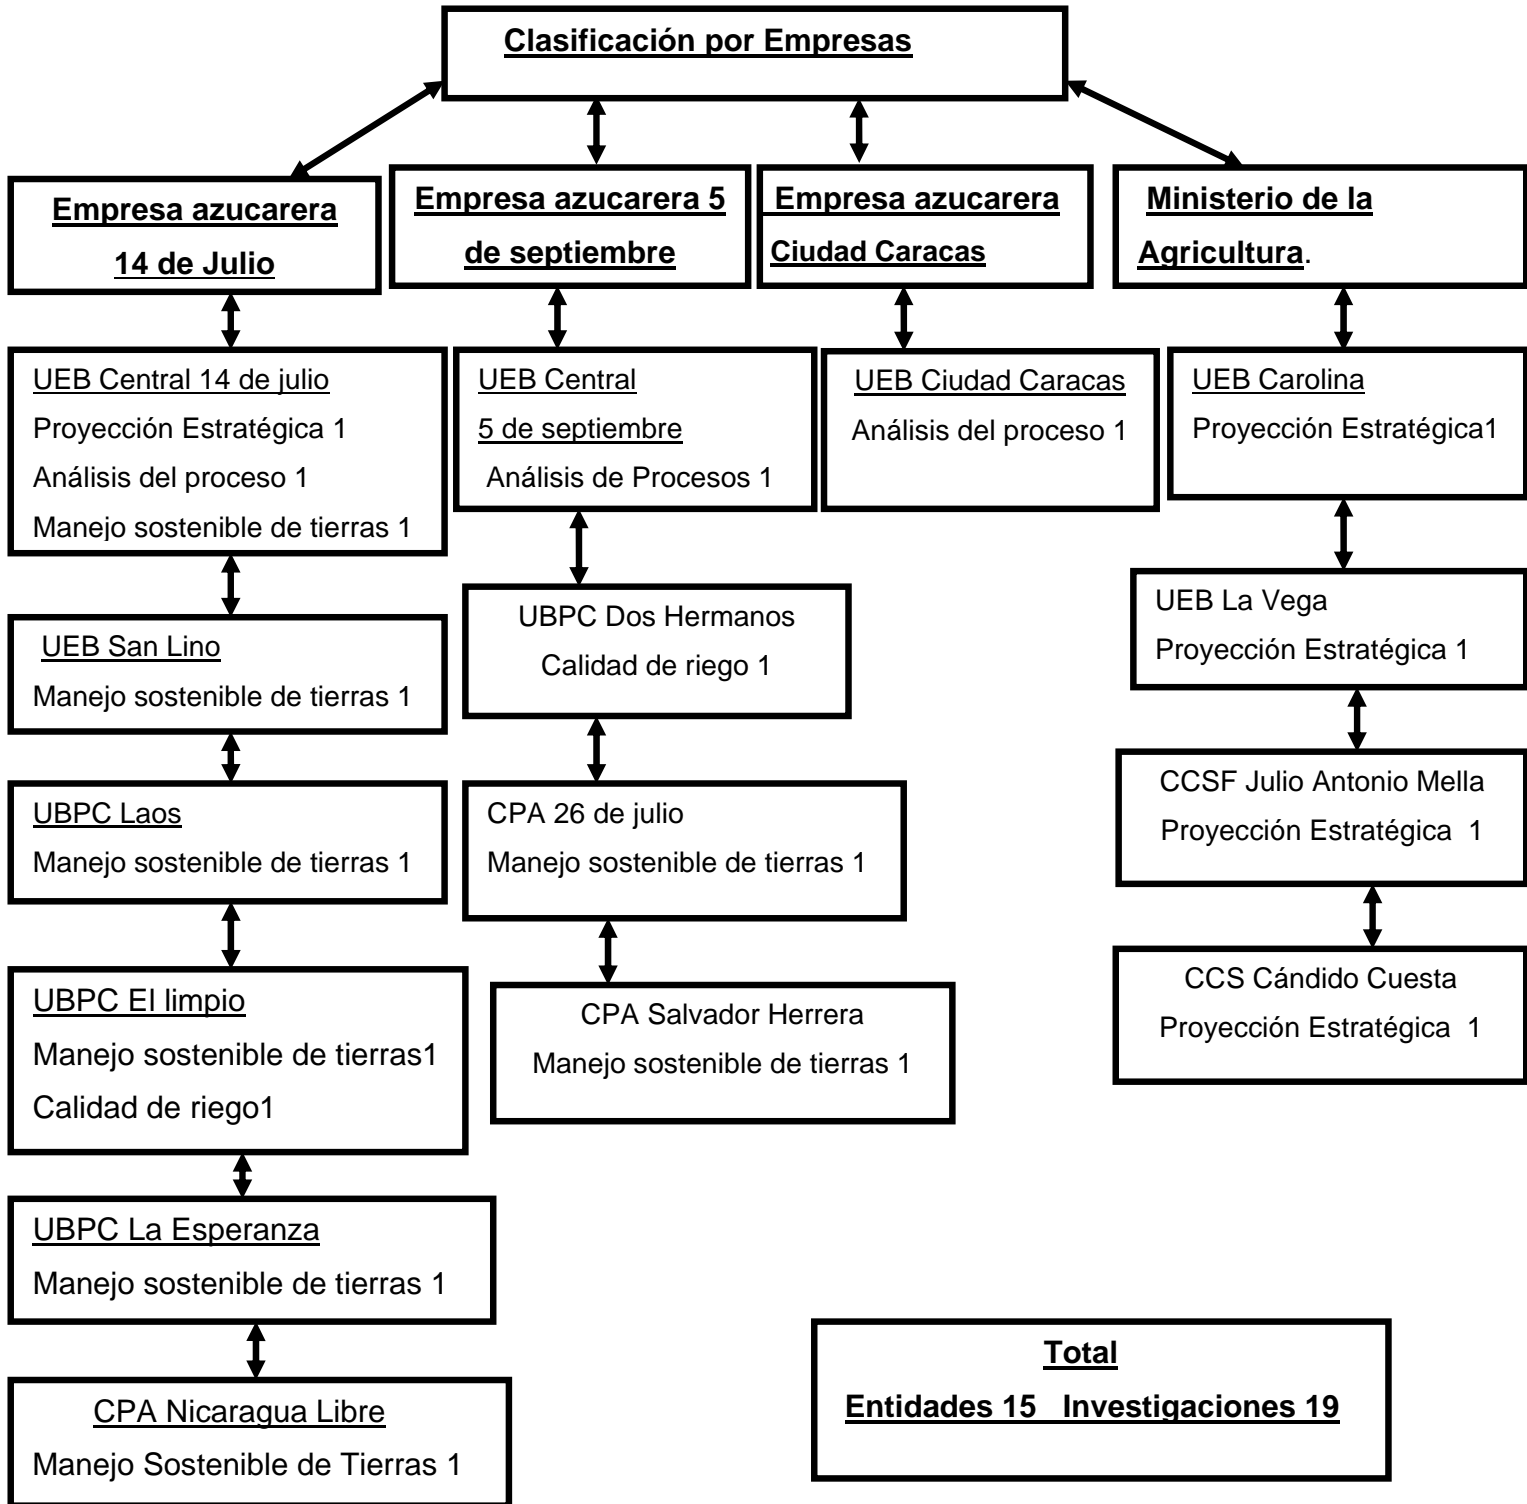 Clasificación por Empresas
Empresa azucarera
14 de Julio
Empresa azucarera 5
de septiembre
Empresa azucarera
Ciudad Caracas
Ministerio de la
Agricultura.
UEB Central 14 de julio
Proyección Estratégica 1
Análisis del proceso 1
Manejo sostenible de tierras 1
UEB San Lino
Manejo sostenible de tierras 1
UBPC Laos
Manejo sostenible de tierras 1
UBPC El limpio
Manejo sostenible de tierras1
Calidad de riego1
UBPC La Esperanza
Manejo sostenible de tierras 1
CPA Nicaragua Libre
Manejo Sostenible de Tierras 1
UEB Central
5 de septiembre
Análisis de Procesos 1
UBPC Dos Hermanos
Calidad de riego 1
CPA 26 de julio
Manejo sostenible de tierras 1
CPA Salvador Herrera
Manejo sostenible de tierras 1
UEB Ciudad Caracas
Análisis del proceso 1
UEB Carolina
Proyección Estratégica1
UEB La Vega
Proyección Estratégica 1
CCSF Julio Antonio Mella
Proyección Estratégica 1
CCS Cándido Cuesta
Proyección Estratégica 1
Total
Entidades 15 Investigaciones 19